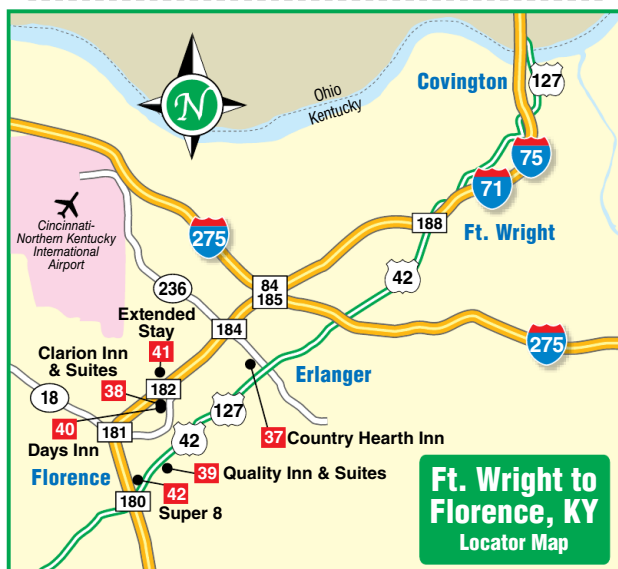 N
Ohio
Kentucky
Covington
127
75
71
188
Ft. Wright
Cincinnati-
Northern Kentucky
International
Airport
275
84
185
42
236
Extended
Stay
41
184
275
Clarion Inn
& Suites
38
182
Erlanger
18
40
Days Inn
181
127
42
37 Country Hearth Inn
Florence
39 Quality Inn & Suites
42
Super 8
180
Ft. Wright to
Florence, KY
Locator Map